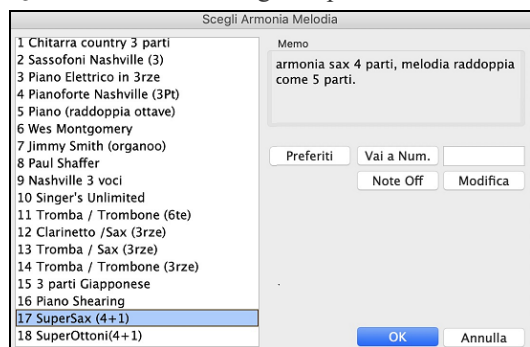 Scegli Armonia Melodia
1 Chitarra country 3 parti
2 Sassofoni Nashville (3)
3 Piano Elettrico in 3rze
4 Pianoforte Nashville (3Pt)
5 Piano (raddoppia ottave)
6 Wes Montgomery
7 Jimmy Smith (organoo)
8 Paul Shaffer
9 Nashville 3 voci
10 Singer's Unlimited
11 Tromba / Trombone (6te)
12 Clarinetto /Sax (3rze)
13 Tromba / Sax (3rze)
14 Tromba / Trombone (3rze)
15 3 parti Giapponese
16 Piano Shearing
17 SuperSax (4+1)
18 SuperOttoni(4+1)
Memo
armonia sax 4 parti, melodia raddoppia
come 5 parti.
Preferiti Vai a Num.
Note Off Modifica
OK Annulla